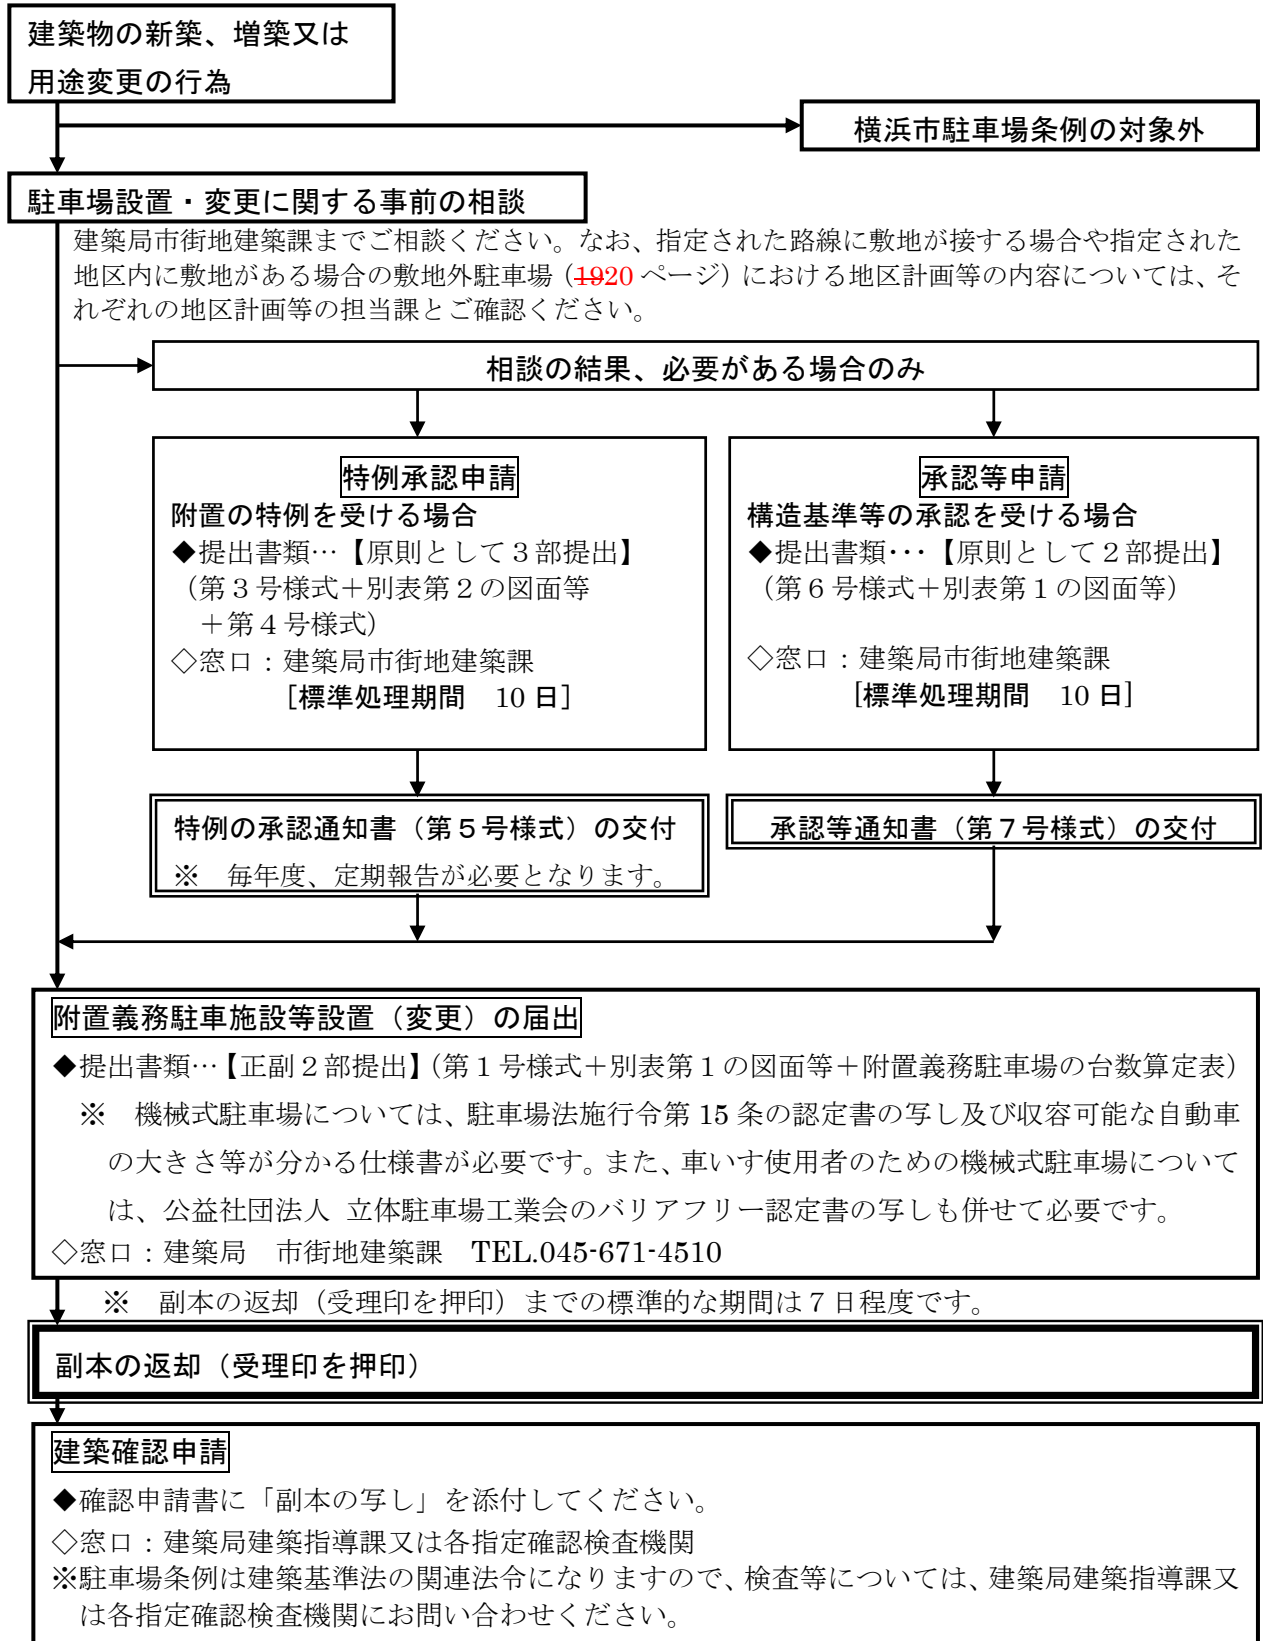 建築物の新築、増築又は
用途変更の行為
横浜市駐車場条例の対象外
駐車場設置・変更に関する事前の相談
建築局市街地建築課までご相談ください。なお、指定された路線に敷地が接する場合や指定された
地区内に敷地がある場合の敷地外駐車場（1920 ページ）における地区計画等の内容については、そ
れぞれの地区計画等の担当課とご確認ください。
相談の結果、必要がある場合のみ
特例承認申請
附置の特例を受ける場合
◆提出書類…【原則として３部提出】
（第３号様式＋別表第２の図面等
＋第４号様式）
◇窓口：建築局市街地建築課
［標準処理期間　10 日］
承認等申請
構造基準等の承認を受ける場合
◆提出書類･･･【原則として２部提出】
（第６号様式＋別表第１の図面等）
◇窓口：建築局市街地建築課
[標準処理期間　10 日]
特例の承認通知書（第５号様式）の交付
※　毎年度、定期報告が必要となります。
承認等通知書（第７号様式）の交付
附置義務駐車施設等設置（変更）の届出
◆提出書類…【正副２部提出】（第１号様式＋別表第１の図面等＋附置義務駐車場の台数算定表）
※　機械式駐車場については、駐車場法施行令第 15 条の認定書の写し及び収容可能な自動車
の大きさ等が分かる仕様書が必要です。また、車いす使用者のための機械式駐車場について
は、公益社団法人 立体駐車場工業会のバリアフリー認定書の写しも併せて必要です。
◇窓口：建築局　市街地建築課　TEL.045-671-4510
※　副本の返却（受理印を押印）までの標準的な期間は７日程度です。
副本の返却（受理印を押印）
建築確認申請
◆確認申請書に「副本の写し」を添付してください。
◇窓口：建築局建築指導課又は各指定確認検査機関
※駐車場条例は建築基準法の関連法令になりますので、検査等については、建築局建築指導課又
は各指定確認検査機関にお問い合わせください。